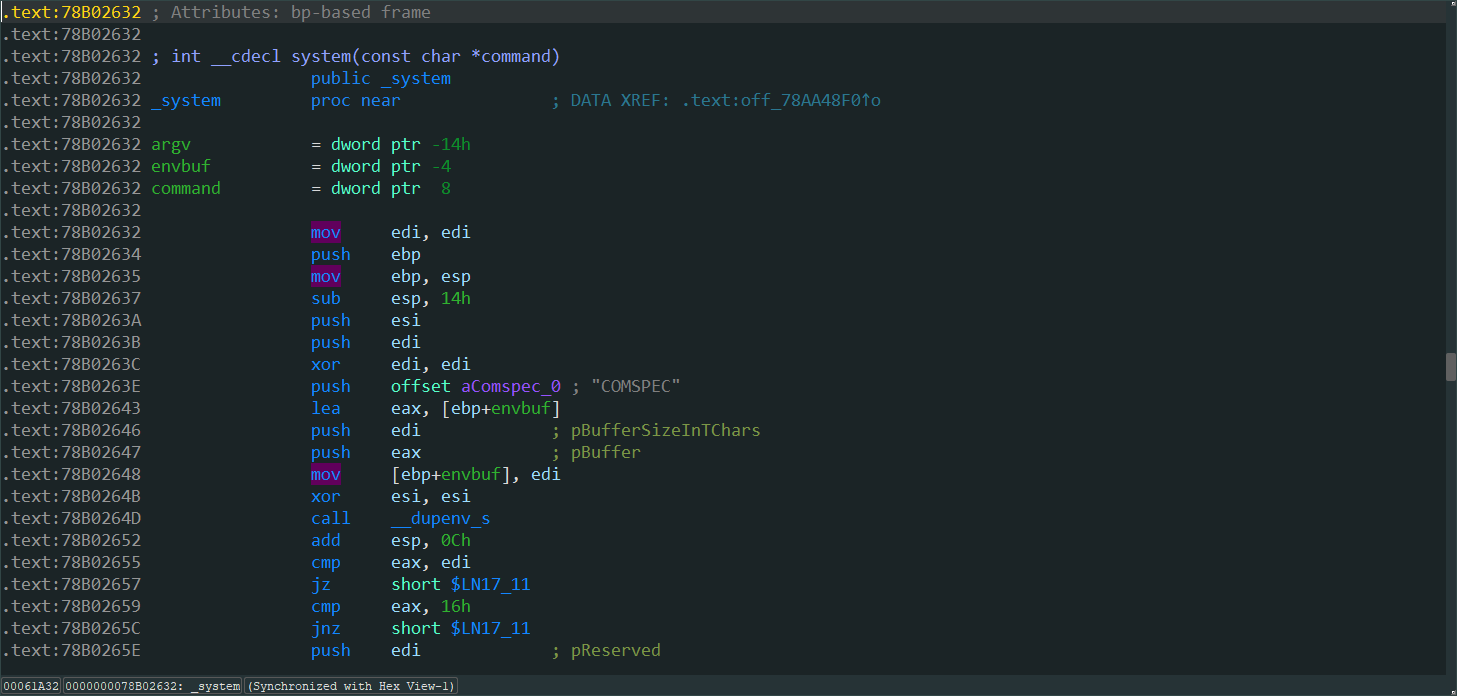 .text:78B02632 ; Attributes: bp-based frame
.text:78B02632
.text:78B02632 ; int __cdecl system(const char *command)
.text:78B02632                 public _system
.text:78B02632 _system         proc near               ; DATA XREF: .text:off_78AA48F0↑o
.text:78B02632
.text:78B02632 argv            = dword ptr -14h
.text:78B02632 envbuf          = dword ptr -4
.text:78B02632 command         = dword ptr  8
.text:78B02632
.text:78B02632                 mov     edi, edi
.text:78B02634                 push    ebp
.text:78B02635                 mov     ebp, esp
.text:78B02637                 sub     esp, 14h
.text:78B0263A                 push    esi
.text:78B0263B                 push    edi
.text:78B0263C                 xor     edi, edi
.text:78B0263E                 push    offset aComspec_0 ; "COMSPEC"
.text:78B02643                 lea     eax, [ebp+envbuf]
.text:78B02646                 push    edi             ; pBufferSizeInTChars
.text:78B02647                 push    eax             ; pBuffer
.text:78B02648                 mov     [ebp+envbuf], edi
.text:78B0264B                 xor     esi, esi
.text:78B0264D                 call    __dupenv_s
.text:78B02652                 add     esp, 0Ch
.text:78B02655                 cmp     eax, edi
.text:78B02657                 jz      short $LN17_11
.text:78B02659                 cmp     eax, 16h
.text:78B0265C                 jnz     short $LN17_11
.text:78B0265E                 push    edi             ; pReserved
00061A32 0000000078B02632: _system (Synchronized with Hex View-1)